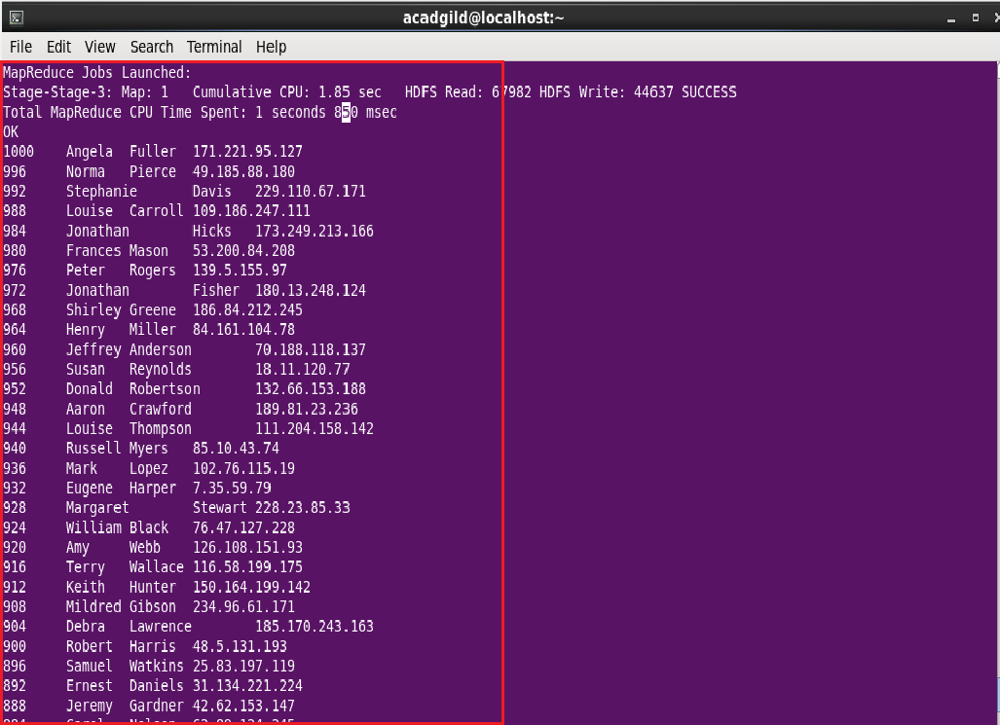 acadgild@localhost:~
File Edit View Search Terminal Help
MapReduce Jobs Launched:
Stage-Stage-3: Map: 1 Cumulative CPU: 1.85 sec HDFS Read: 67982 HDFS Write: 44637 SUCCESS
Total MapReduce CPU Time Spent: 1 seconds 850 msec
OK
1000 Angela Fuller 171.221.95.127
996 Norma Pierce 49.185.88.180
992 Stephanie Davis 229.110.67.171
988 Louise Carroll 109.186.247.111
984 Jonathan Hicks 173.249.213.166
980 Frances Mason 53.200.84.208
976 Peter Rogers 139.5.155.97
972 Jonathan Fisher 180.13.248.124
968 Shirley Greene 186.84.212.245
964 Henry Miller 84.161.104.78
960 Jeffrey Anderson 70.188.118.137
956 Susan Reynolds 18.11.120.77
952 Donald Robertson 132.66.153.188
948 Aaron Crawford 189.81.23.236
944 Louise Thompson 111.204.158.142
940 Russell Myers 85.10.43.74
936 Mark Lopez 102.76.115.19
932 Eugene Harper 7.35.59.79
928 Margaret Stewart 228.23.85.33
924 William Black 76.47.127.228
920 Amy Webb 126.108.151.93
916 Terry Wallace 116.58.199.175
912 Keith Hunter 150.164.199.142
908 Mildred Gibson 234.96.61.171
904 Debra Lawrence 185.170.243.163
900 Robert Harris 48.5.131.193
896 Samuel Watkins 25.83.197.119
892 Ernest Daniels 31.134.221.224
888 Jeremy Gardner 42.62.153.147